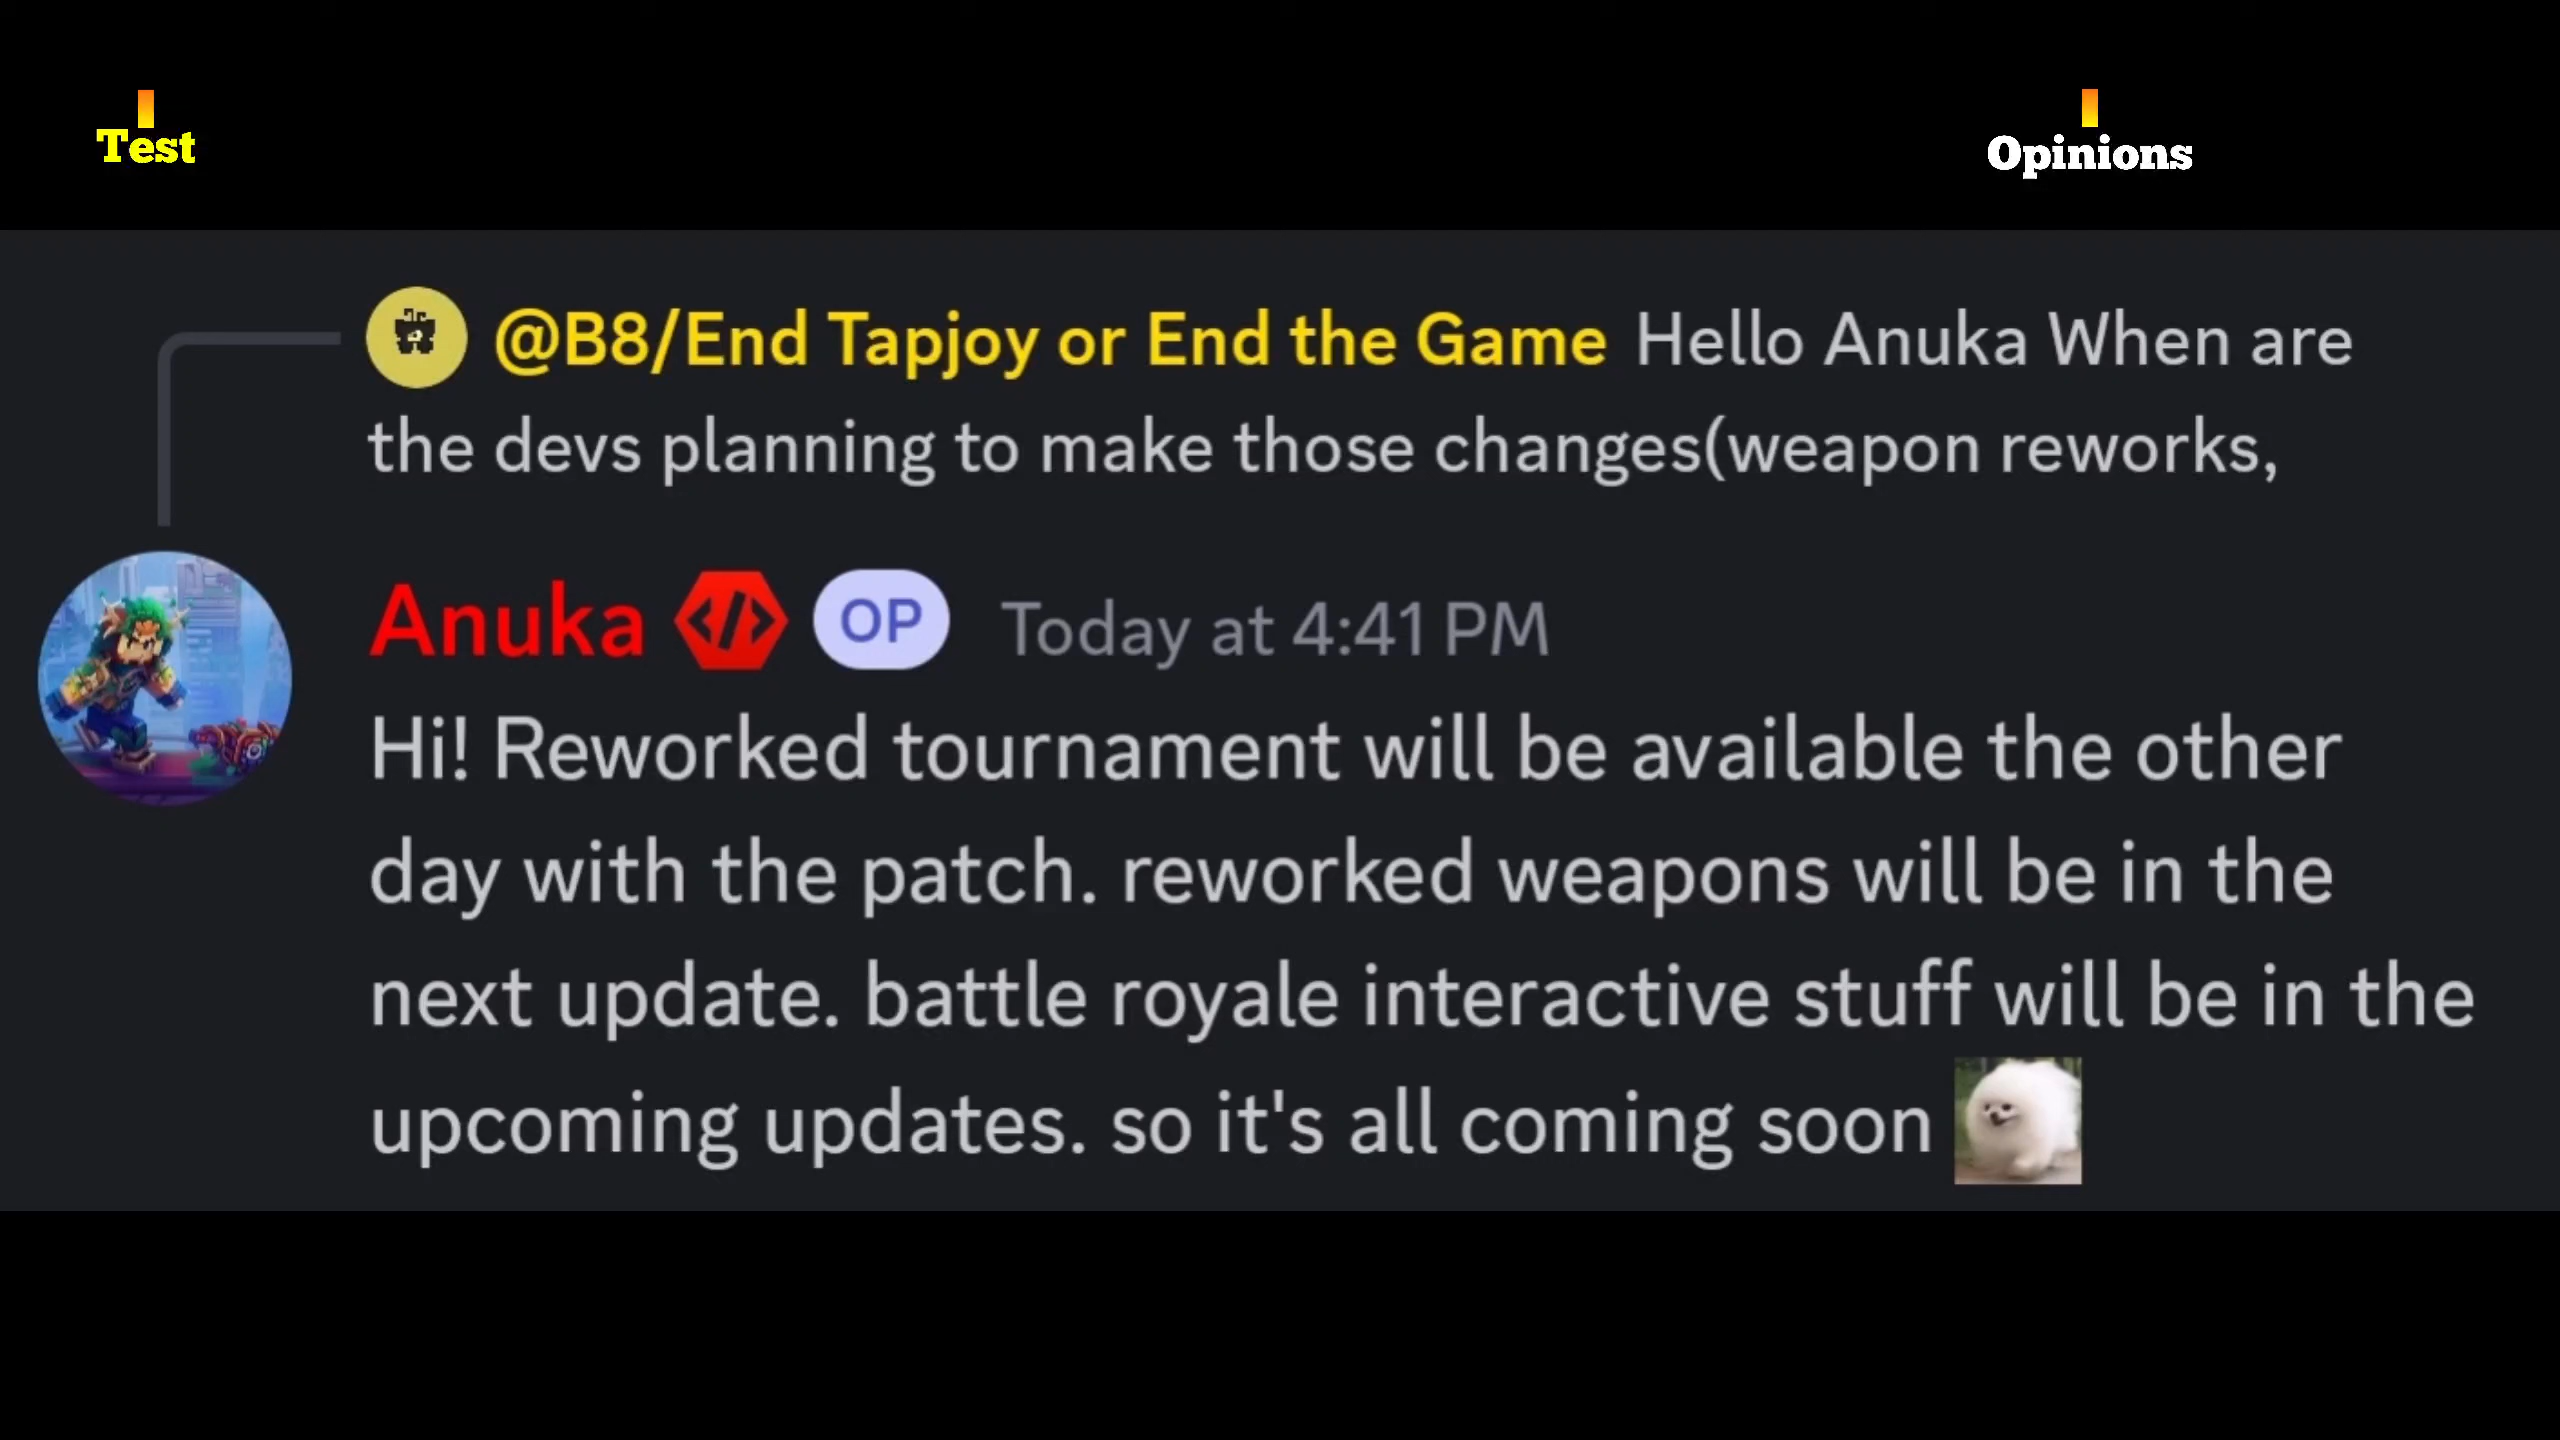 Test
Opinions
@B8/End Tapjoy or End the Game Hello Anuka When are
the devs planning to make those changes(weapon reworks,
Anuka </> OP Today at 4:41 PM
Hi! Reworked tournament will be available the other
day with the patch. reworked weapons will be in the
next update. battle royale interactive stuff will be in the
upcoming updates. so it's all coming soon